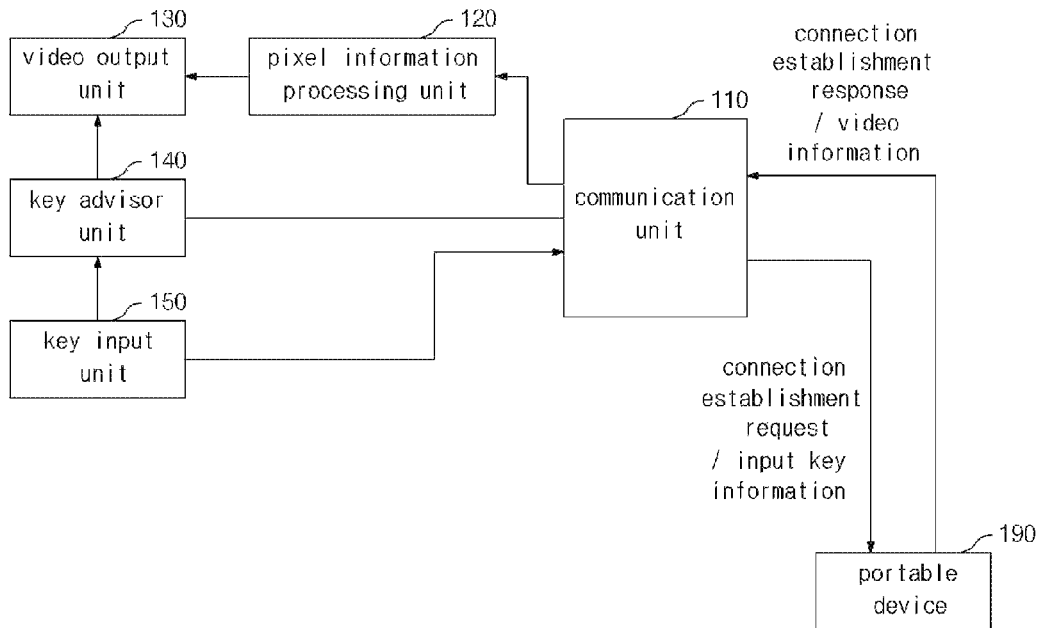 130
video output
unit
120
pixel information
processing unit
110
communication
unit
connection
establishment
response
/ video
information
140
key advisor
unit
150
key input
unit
connection
establishment
request
/ input key
information
190
portable
device